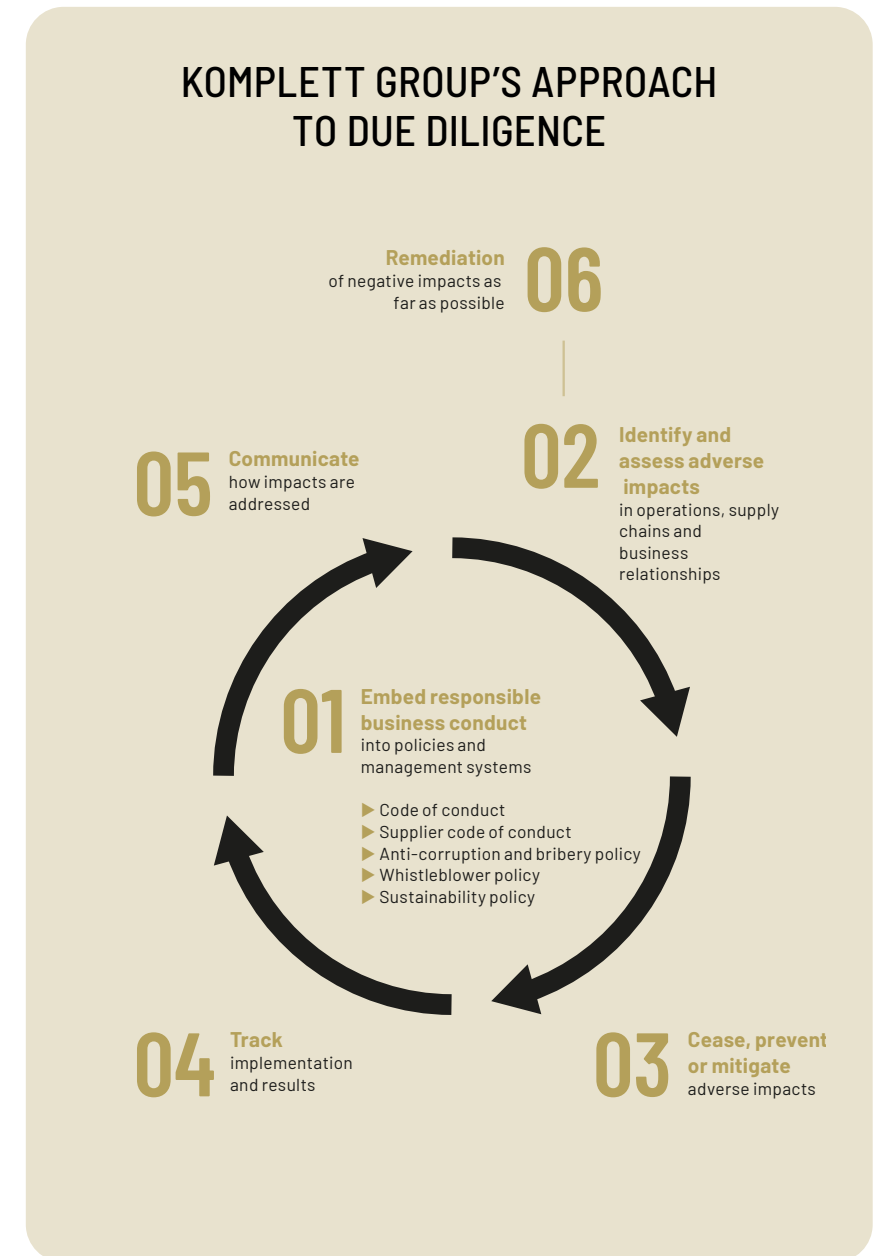 KOMPLETT GROUP’S APPROACH
TO DUE DILIGENCE
06
Remediation
of negative impacts as
far as possible
02
Identify and
assess adverse
impacts
in operations, supply
chains and
business
relationships
05
Communicate
how impacts are
addressed
01
Embed responsible
business conduct
into policies and
management systems
Code of conduct
Supplier code of conduct
Anti-corruption and bribery policy
Whistleblower policy
Sustainability policy
04
Track
implementation
and results
03
Cease, prevent
or mitigate
adverse impacts